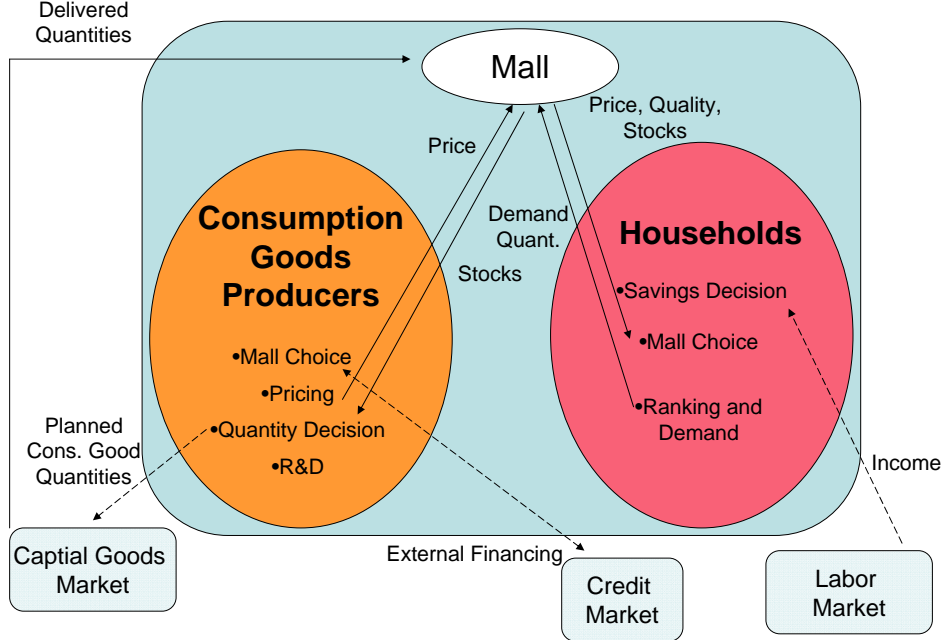 Delivered
Quantities
Mall
Price, Quality,
Stocks
Price
Consumption
Goods
Producers
Demand
Quant.
Households
Stocks
•Savings Decision
•Mall Choice
•Mall Choice
•Pricing
•Ranking and
Demand
Planned
Cons. Good
Quantities
•Quantity Decision
•R&D
Income
Captial Goods
Market
External Financing
Credit
Market
Labor
Market